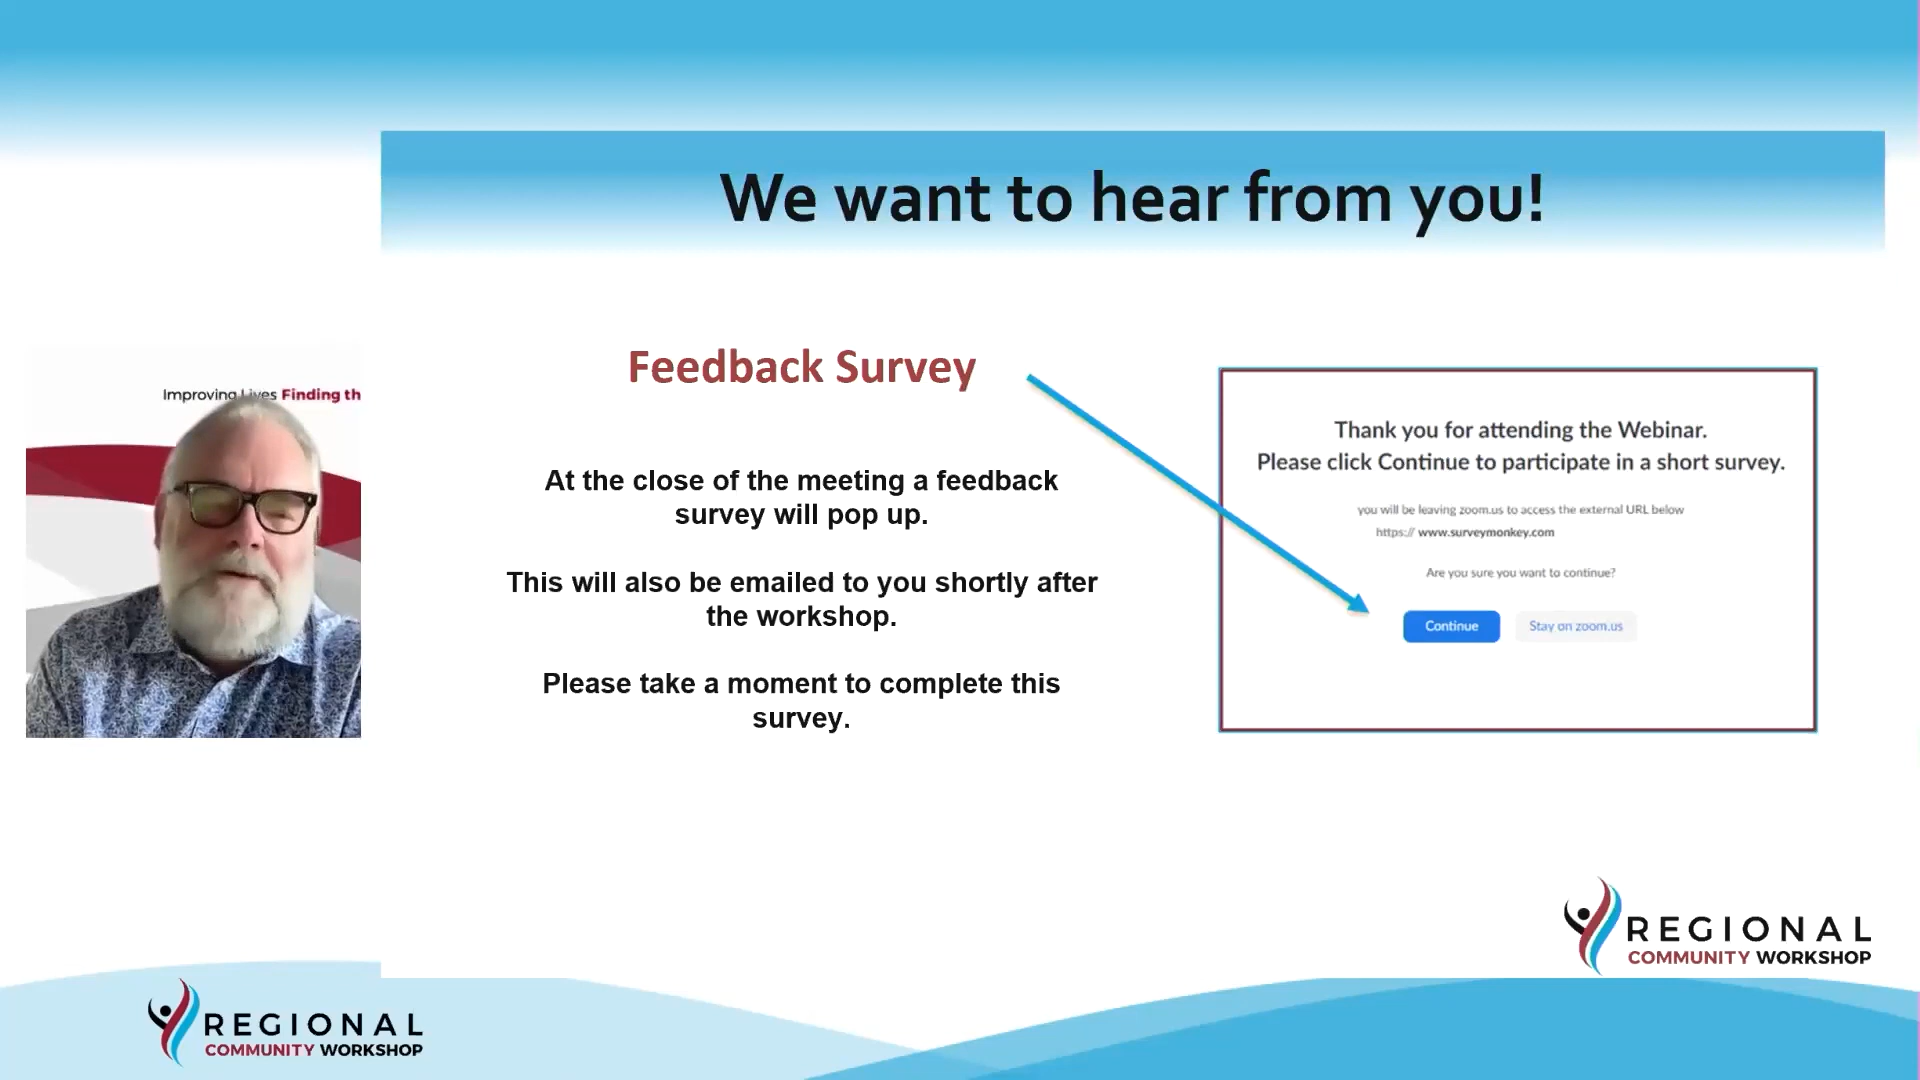 We want to hear from you!
Improving Lives Finding th
Feedback Survey
At the close of the meeting a feedback
survey will pop up.
This will also be emailed to you shortly after
the workshop.
Please take a moment to complete this
survey.
Thank you for attending the Webinar.
Please click Continue to participate in a short survey.
you will be leaving zoom.us to access the external URL below
https:// www.surveymonkey.com
Are you sure you want to continue?
Continue
Stay on zoom.us
REGIONAL
COMMUNITY WORKSHOP
REGIONAL
COMMUNITY WORKSHOP